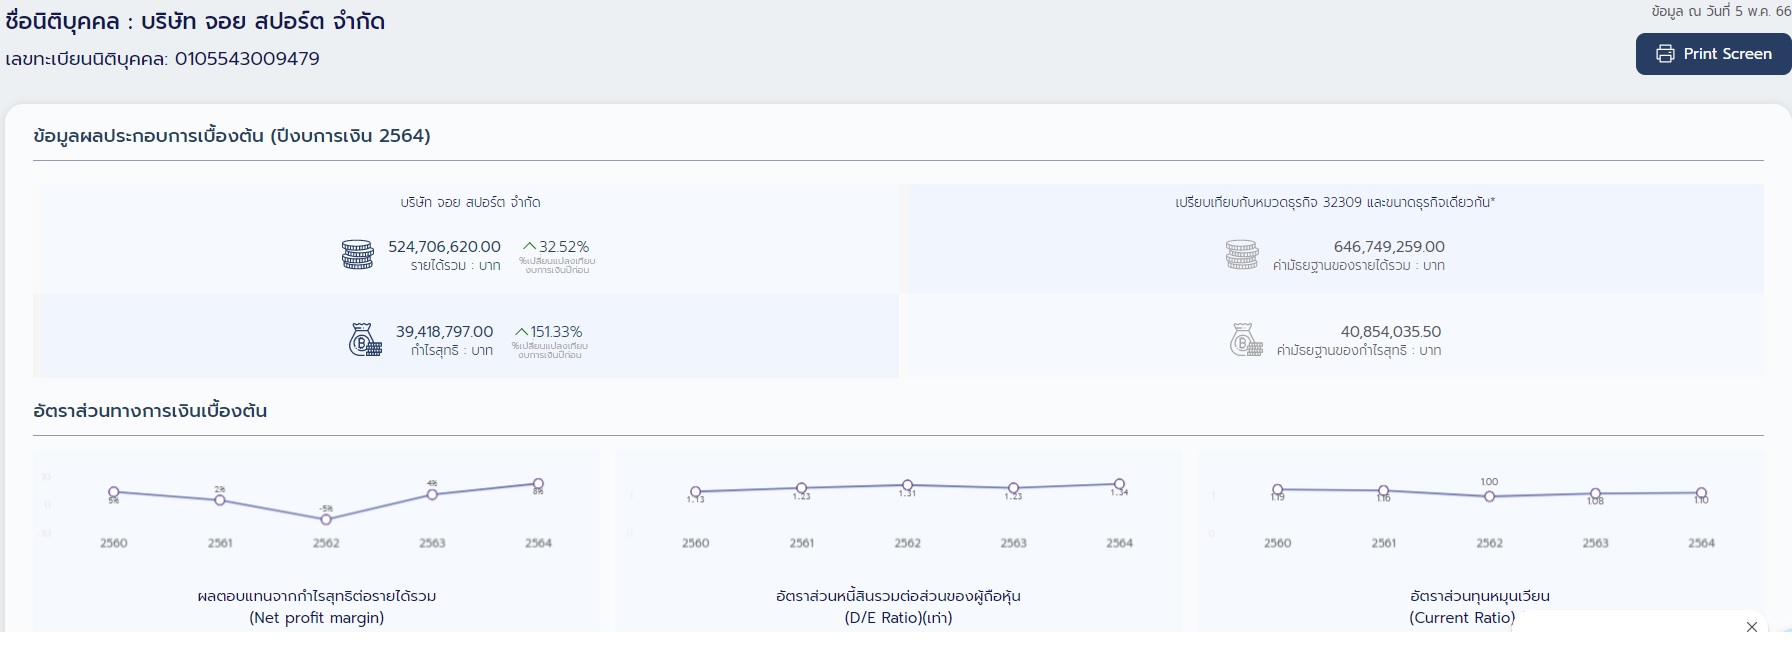 ชื่อนิติบุคคล : บริษัท จอย สปอร์ต จำกัด
ข้อมูล ณ วันที่ 5 พ.ค. 66
เลขทะเบียนนิติบุคคล: 0105543009479
Print Screen
ข้อมูลผลประกอบการเบื้องต้น (ปีงบการเงิน 2564)
บริษัท จอย สปอร์ต จำกัด
524,706,620.00
รายได้รวม : บาท
32.52%
%เปลี่ยนแปลงเทียบ
งบการเงินปีก่อน
39,418,797.00
กำไรสุทธิ : บาท
151.33%
%เปลี่ยนแปลงเทียบ
งบการเงินปีก่อน
เปรียบเทียบกับหมวดธุรกิจ 32309 และขนาดธุรกิจเดียวกัน*
646,749,259.00
ค่ามัธยฐานของรายได้รวม : บาท
40,854,035.50
ค่ามัธยฐานของกำไรสุทธิ : บาท
อัตราส่วนทางการเงินเบื้องต้น
10
0
-10
5% 2% -5% 4% 8%
2560 2561 2562 2563 2564
ผลตอบแทนจากกำไรสุทธิต่อรายได้รวม
(Net profit margin)
1
0
1.13 1.23 1.31 1.23 1.34
2560 2561 2562 2563 2564
อัตราส่วนหนี้สินรวมต่อส่วนของผู้ถือหุ้น
(D/E Ratio)(เท่า)
1
0
1.19 1.16 1.00 1.08 1.10
2560 2561 2562 2563 2564
อัตราส่วนทุนหมุนเวียน
(Current Ratio)